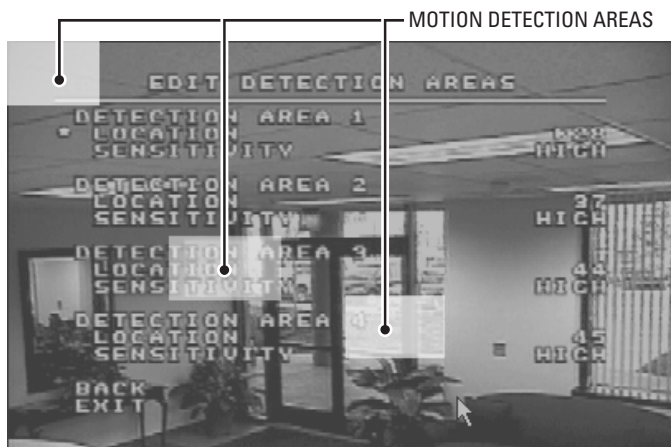 MOTION DETECTION AREAS
EDIT DETECTION AREAS
DETECTION AREA 1
* LOCATION
SENSITIVITY HIGH
DETECTION AREA 2
LOCATION 37
SENSITIVITY HIGH
DETECTION AREA 3
LOCATION 44
SENSITIVITY HIGH
DETECTION AREA 4
LOCATION 45
SENSITIVITY HIGH
BACK
EXIT